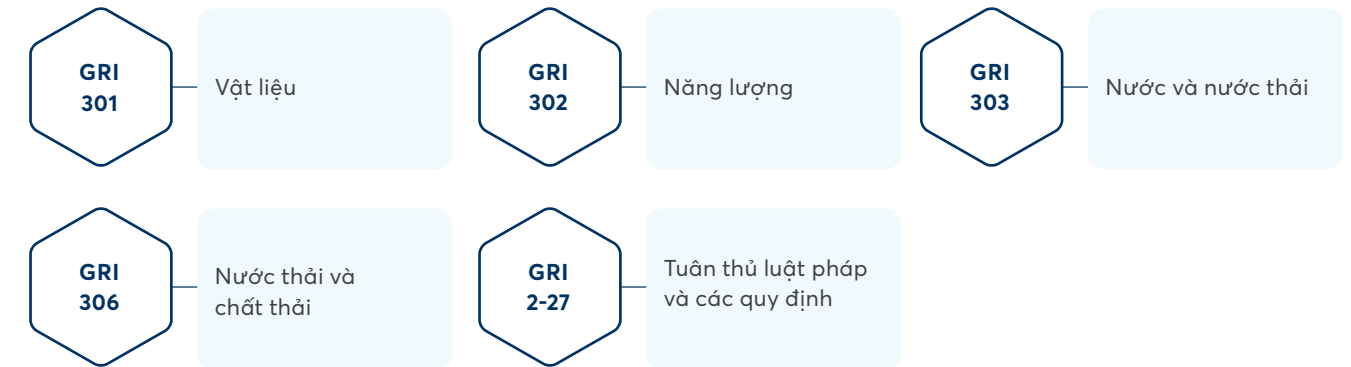 GRI
301
Vật liệu
GRI
302
Năng lượng
GRI
303
Nước và nước thải
GRI
306
Nước thải và
chất thải
GRI
2-27
Tuân thủ luật pháp
và các quy định